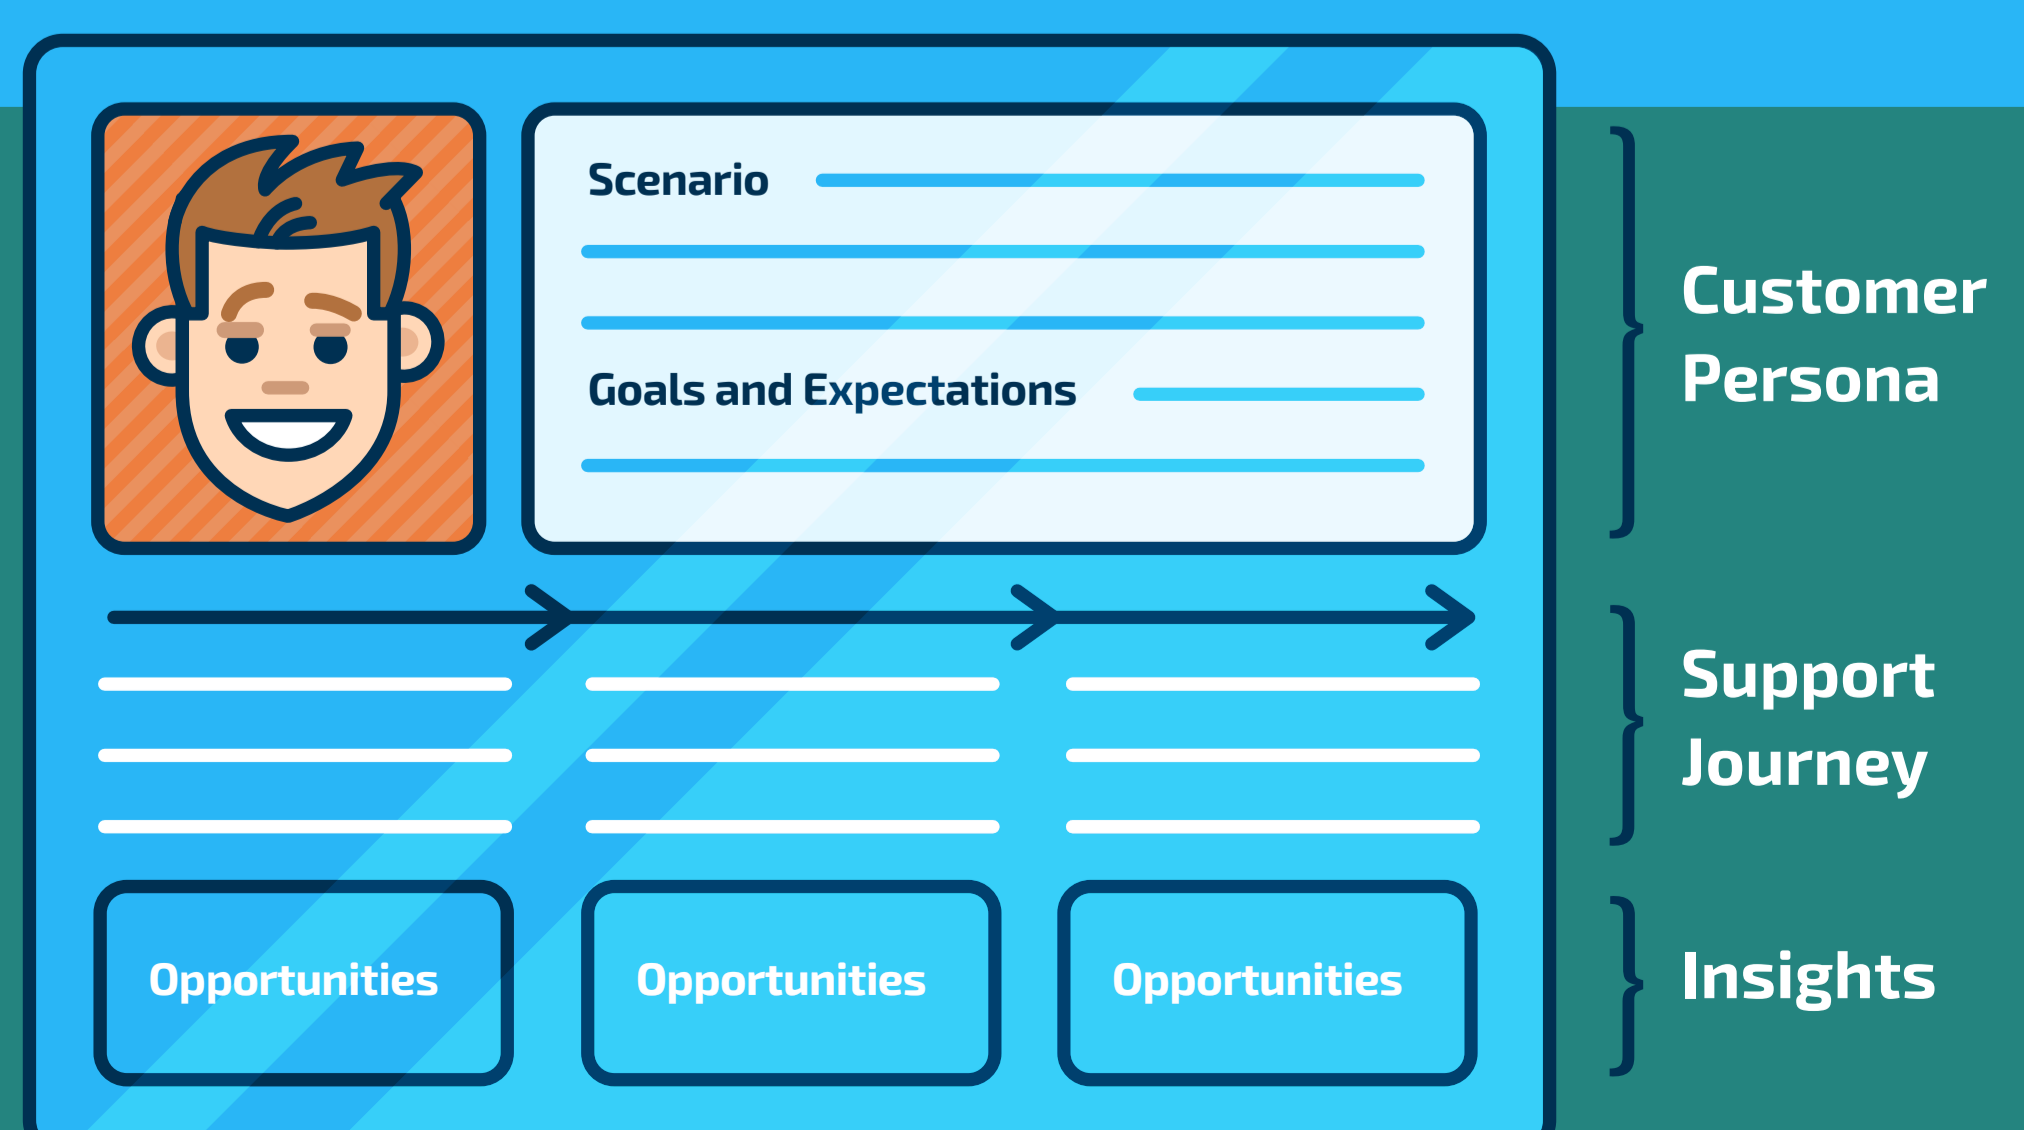 Scenario
Goals and Expectations
Customer
Persona
Support
Journey
Opportunities
Opportunities
Opportunities
Insights